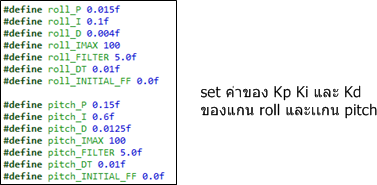 #define roll_P 0.015f
#define roll_I 0.1f
#define roll_D 0.004f
#define roll_IMAX 100
#define roll_FILTER 5.0f
#define roll_DT 0.01f
#define roll_INITIAL_FF 0.0f
#define pitch_P 0.15f
#define pitch_I 0.6f
#define pitch_D 0.0125f
#define pitch_IMAX 100
#define pitch_FILTER 5.0f
#define pitch_DT 0.01f
#define pitch_INITIAL_FF 0.0f
set ค่าของ Kp Ki และ Kd
ของแกน roll และแกน pitch